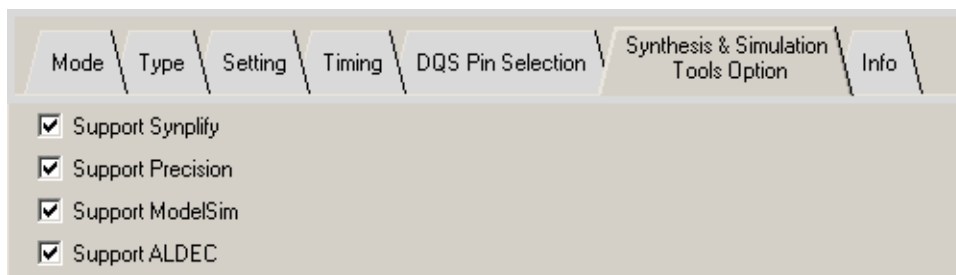 Mode Type Setting Timing DQS Pin Selection Synthesis & Simulation Tools Option Info
Support Synplify
Support Precision
Support ModelSim
Support ALDEC